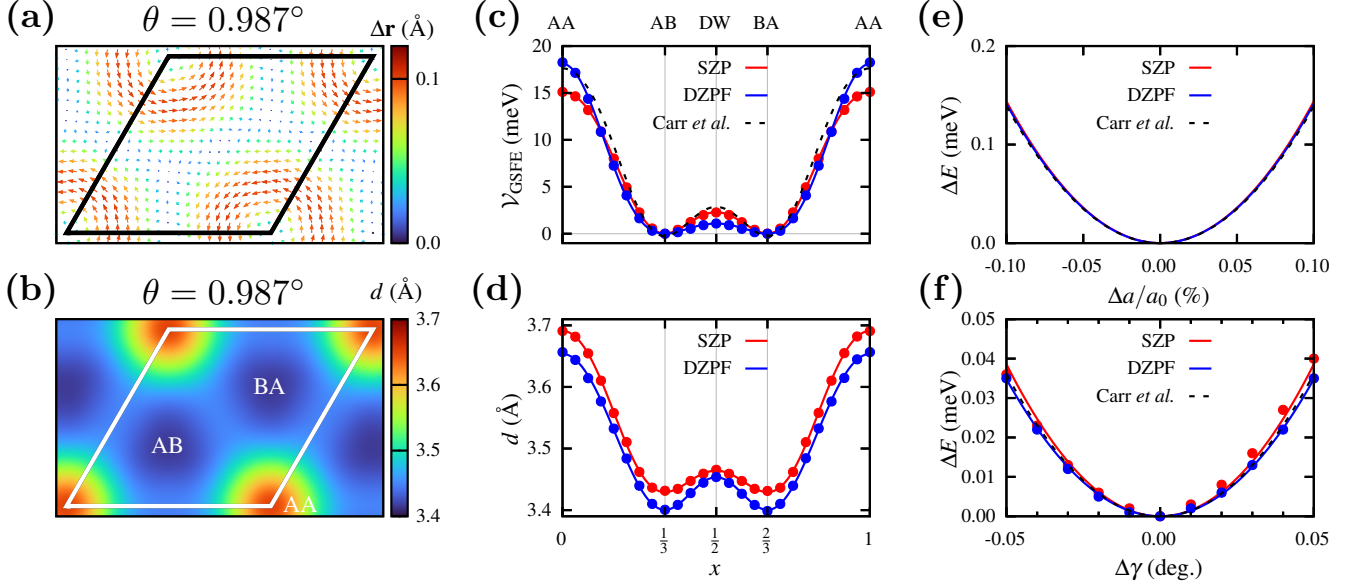 (a)
θ = 0.987°
Δr (Å)
0.1
0.0
(b)
θ = 0.987°
d (Å)
3.7
3.6
3.5
3.4
BA
AB
AA
(c)
AA AB DW BA AA
20
15
10
5
0
𝒱GSFE (meV)
SZP
DZPF
Carr et al.
(d)
3.7
3.6
3.5
3.4
d (Å)
SZP
DZPF
0 1/3 1/2 2/3 1
x
(e)
0.2
0.1
0.0
ΔE (meV)
SZP
DZPF
Carr et al.
-0.10 -0.05 0.00 0.05 0.10
Δa/a₀ (%)
(f)
0.05
0.04
0.03
0.02
0.01
0.00
ΔE (meV)
SZP
DZPF
Carr et al.
-0.05 0.00 0.05
Δγ (deg.)